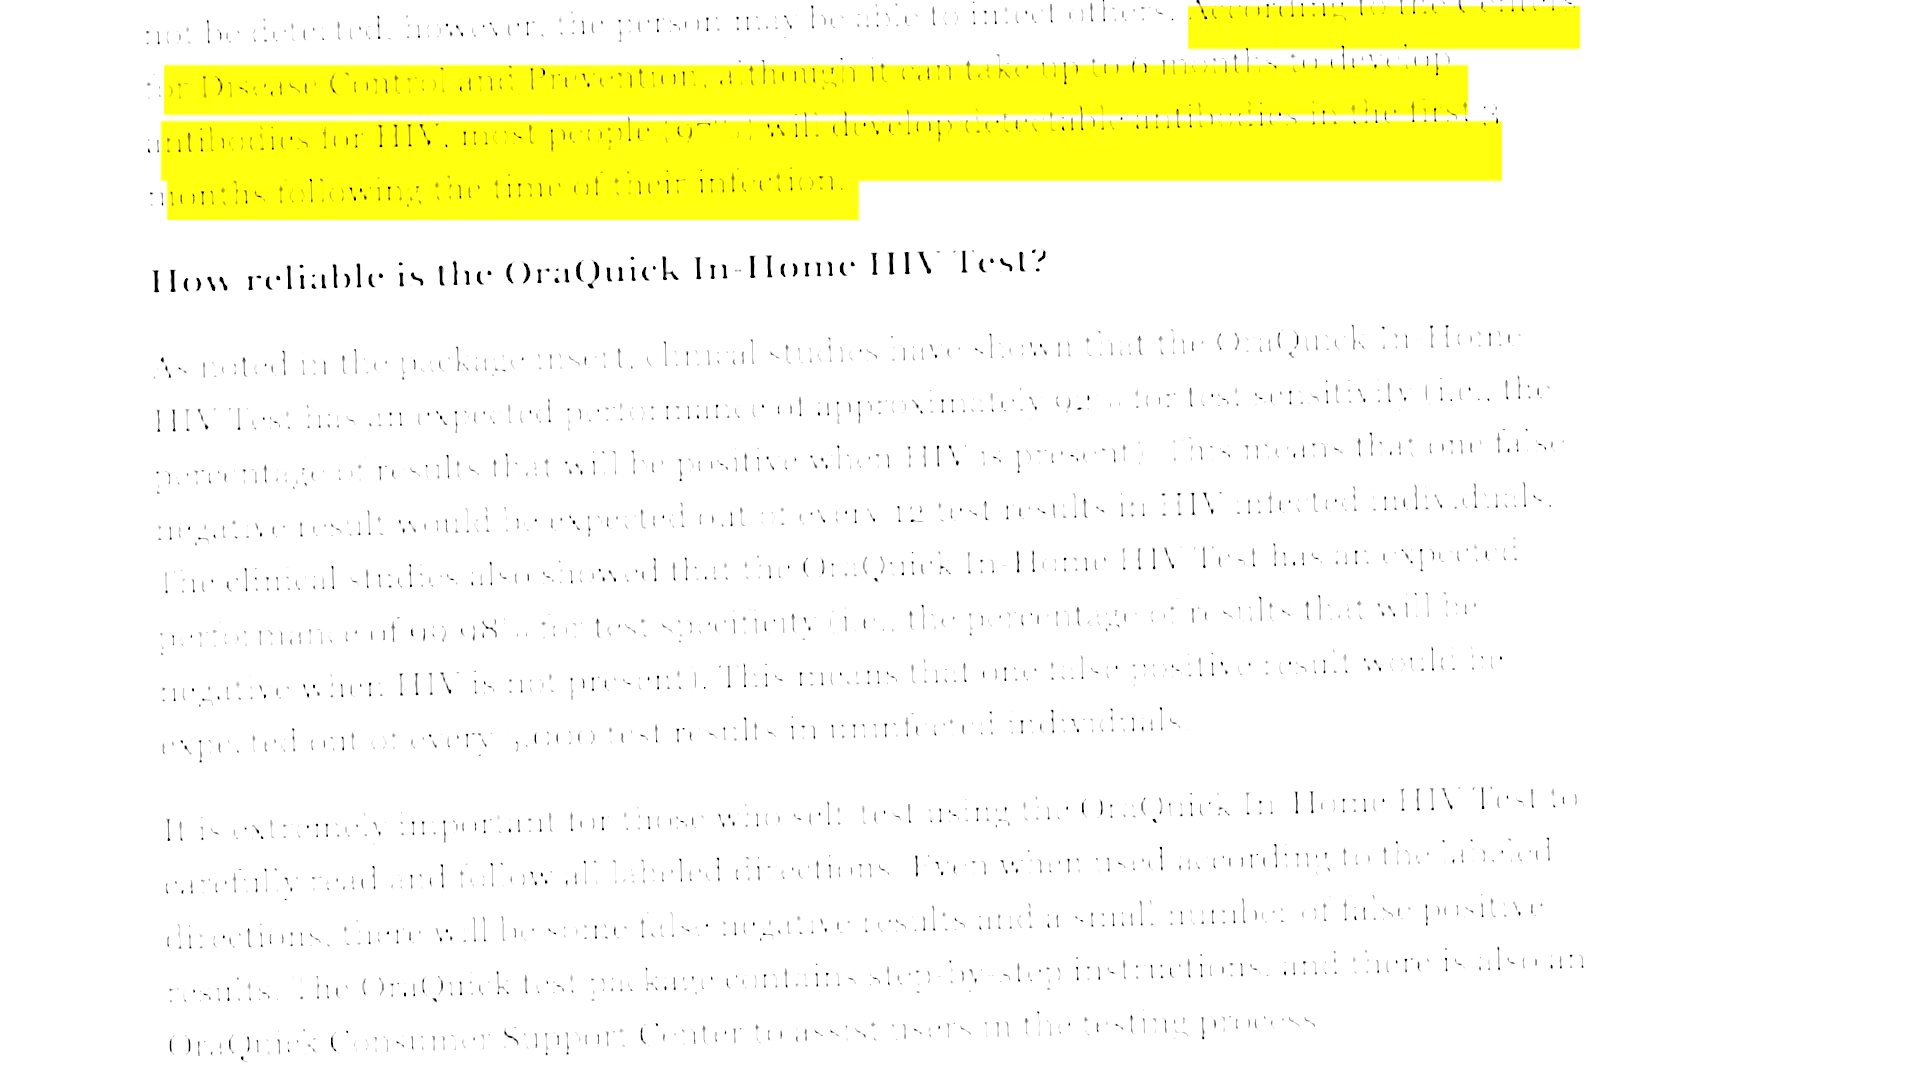 not be detected, however, the person may be able to infect others. According to the Centers
for Disease Control and Prevention, although it can take up to 6 months to develop
antibodies for HIV, most people (97%) will develop detectable antibodies in the first 3
months following the time of their infection.
How reliable is the OraQuick In-Home HIV Test?
As noted in the package insert, clinical studies have shown that the OraQuick In-Home
HIV Test has an expected performance of approximately 92% for test sensitivity (i.e., the
percentage of results that will be positive when HIV is present). This means that one false
negative result would be expected out of every 12 test results in HIV infected individuals.
The clinical studies also showed that the OraQuick In-Home HIV Test has an expected
performance of 99.98% for test specificity (i.e., the percentage of results that will be
negative when HIV is not present). This means that one false positive result would be
expected out of every 5,000 test results in uninfected individuals.
It is extremely important for those who self-test using the OraQuick In-Home HIV Test to
carefully read and follow all labeled directions. Even when used according to the labeled
directions, there will be some false negative results and a small number of false positive
results. The OraQuick test package contains step-by-step instructions, and there is also an
OraQuick Consumer Support Center to assist users in the testing process.